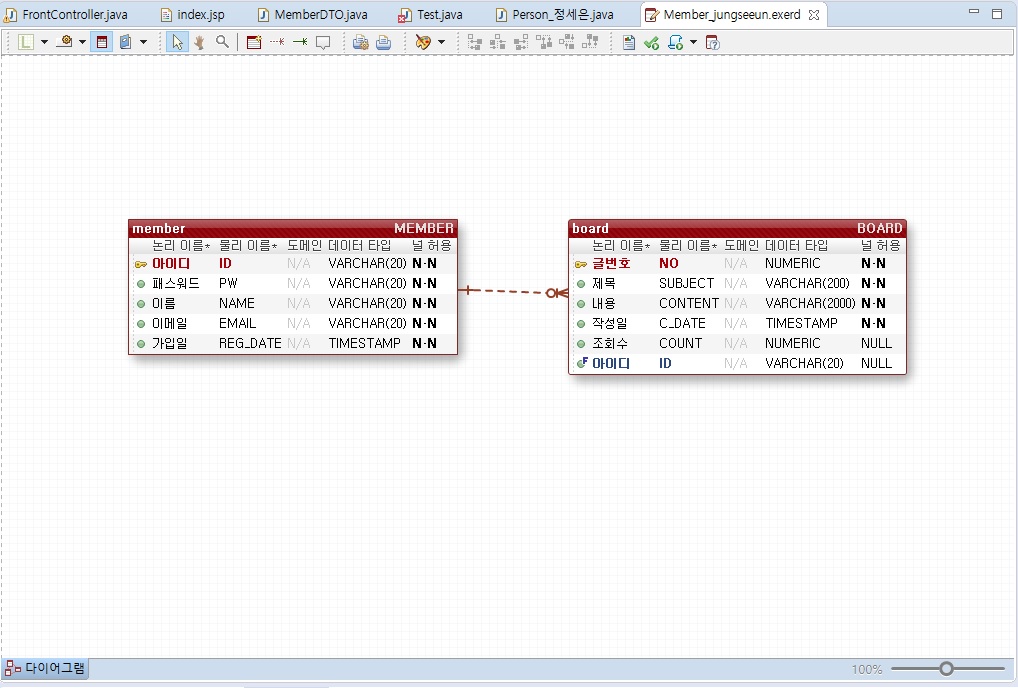 FrontController.java index.jsp MemberDTO.java Test.java Person_정세은.java Member_jungseeun.exerd
L
member MEMBER
논리 이름* 물리 이름* 도메인 데이터 타입 널 허용
아이디 ID N/A VARCHAR(20) N-N
패스워드 PW N/A VARCHAR(20) N-N
이름 NAME N/A VARCHAR(20) N-N
이메일 EMAIL N/A VARCHAR(20) N-N
가입일 REG_DATE N/A TIMESTAMP N-N
board BOARD
논리 이름* 물리 이름* 도메인 데이터 타입 널 허용
글번호 NO N/A NUMERIC N-N
제목 SUBJECT N/A VARCHAR(200) N-N
내용 CONTENT N/A VARCHAR(2000) N-N
작성일 C_DATE N/A TIMESTAMP N-N
조회수 COUNT N/A NUMERIC NULL
아이디 ID N/A VARCHAR(20) NULL
다이어그램 100%